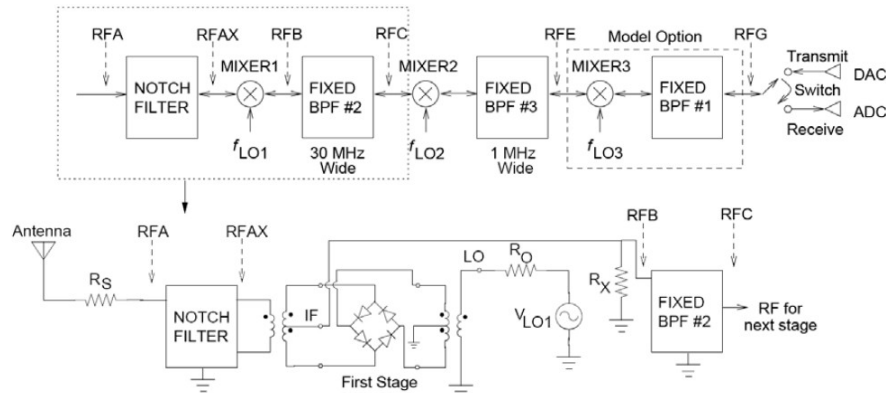 RFA
RFAX
RFB
RFC
RFE
Model Option
RFG
Transmit
MIXER1
MIXER2
MIXER3
DAC
NOTCH
FILTER
FIXED
BPF #2
FIXED
BPF #3
FIXED
BPF #1
Switch
ADC
fLO1
30 MHz
Wide
fLO2
1 MHz
Wide
fLO3
Receive
Antenna
RFA
RFAX
RFB
RFC
LO
RO
RS
RX
NOTCH
FILTER
IF
VLO1
FIXED
BPF #2
RF for
next stage
First Stage